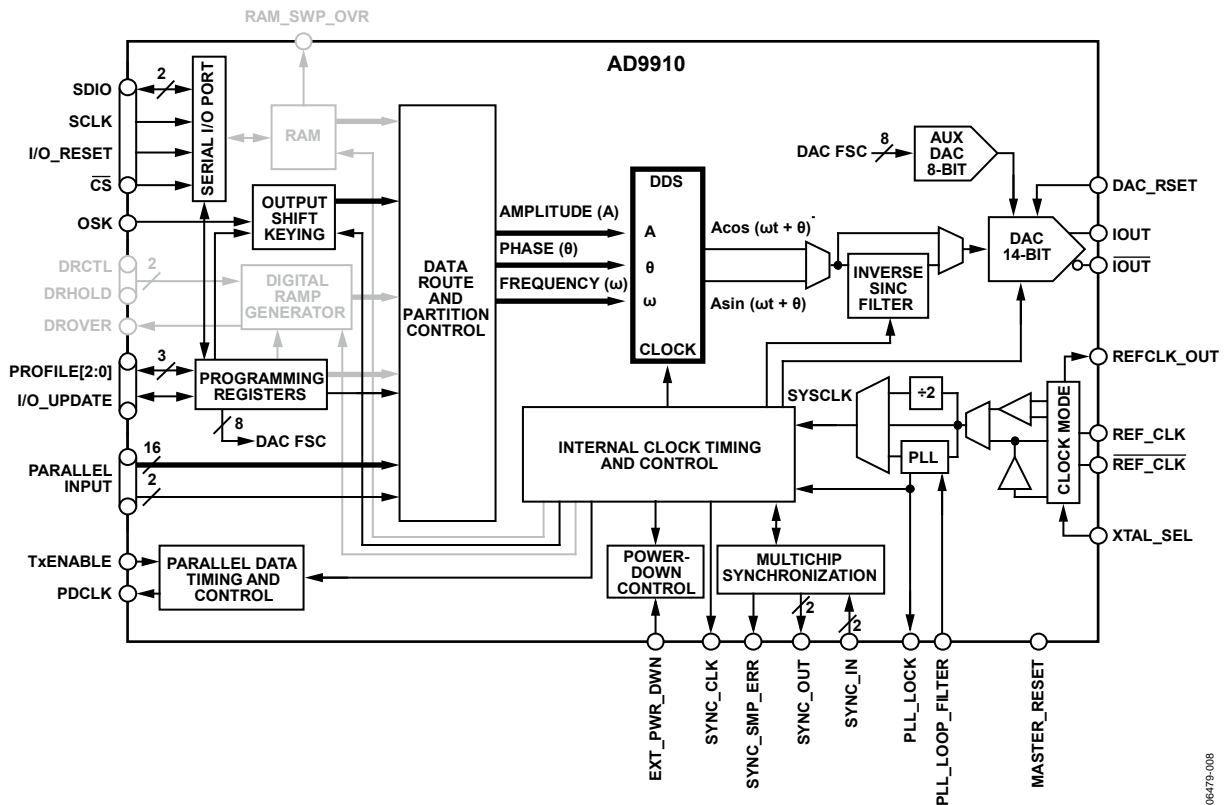 RAM_SWP_OVR
AD9910
2
SDIO
SCLK
I/O_RESET
CS
OSK
DRCTL
2
DRHOLD
DROVER
PROFILE[2:0]
3
I/O_UPDATE
16
PARALLEL
INPUT
2
TxENABLE
PDCLK
SERIAL I/O PORT
RAM
OUTPUT
SHIFT
KEYING
DIGITAL
RAMP
GENERATOR
PROGRAMMING
REGISTERS
8
DAC FSC
PARALLEL DATA
TIMING AND
CONTROL
DATA
ROUTE
AND
PARTITION
CONTROL
AMPLITUDE (A)
PHASE (θ)
FREQUENCY (ω)
DDS
A
θ
ω
CLOCK
Acos (ωt + θ)
Asin (ωt + θ)
INVERSE
SINC
FILTER
DAC FSC
8
AUX
DAC
8-BIT
DAC
14-BIT
DAC_RSET
IOUT
IOUT
REFCLK_OUT
REF_CLK
REF_CLK
XTAL_SEL
CLOCK MODE
SYSCLK
÷2
PLL
INTERNAL CLOCK TIMING
AND CONTROL
POWER-
DOWN
CONTROL
MULTICHIP
SYNCHRONIZATION
2
2
EXT_PWR_DWN
SYNC_CLK
SYNC_SMP_ERR
SYNC_OUT
SYNC_IN
PLL_LOCK
PLL_LOOP_FILTER
MASTER_RESET
06479-008